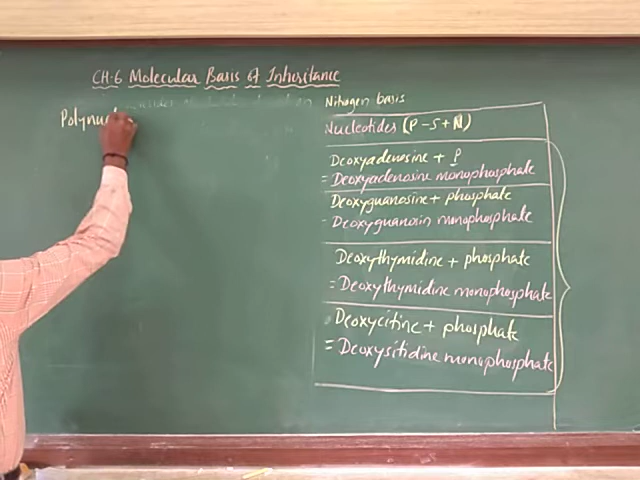 CH-6 Molecular Basis of Inheritance
Polynucl
Nitrogen basis
Nucleotides (P-S+N)
Deoxyadenosine + P
= Deoxyadenosine monophosphate
Deoxyguanosine + phosphate
- Deoxyguanosin monophosphate
Deoxythymidine + phosphate
= Deoxythymidine monophosphate
Deoxycitine + phosphate
= Deoxysitidine monophosphate